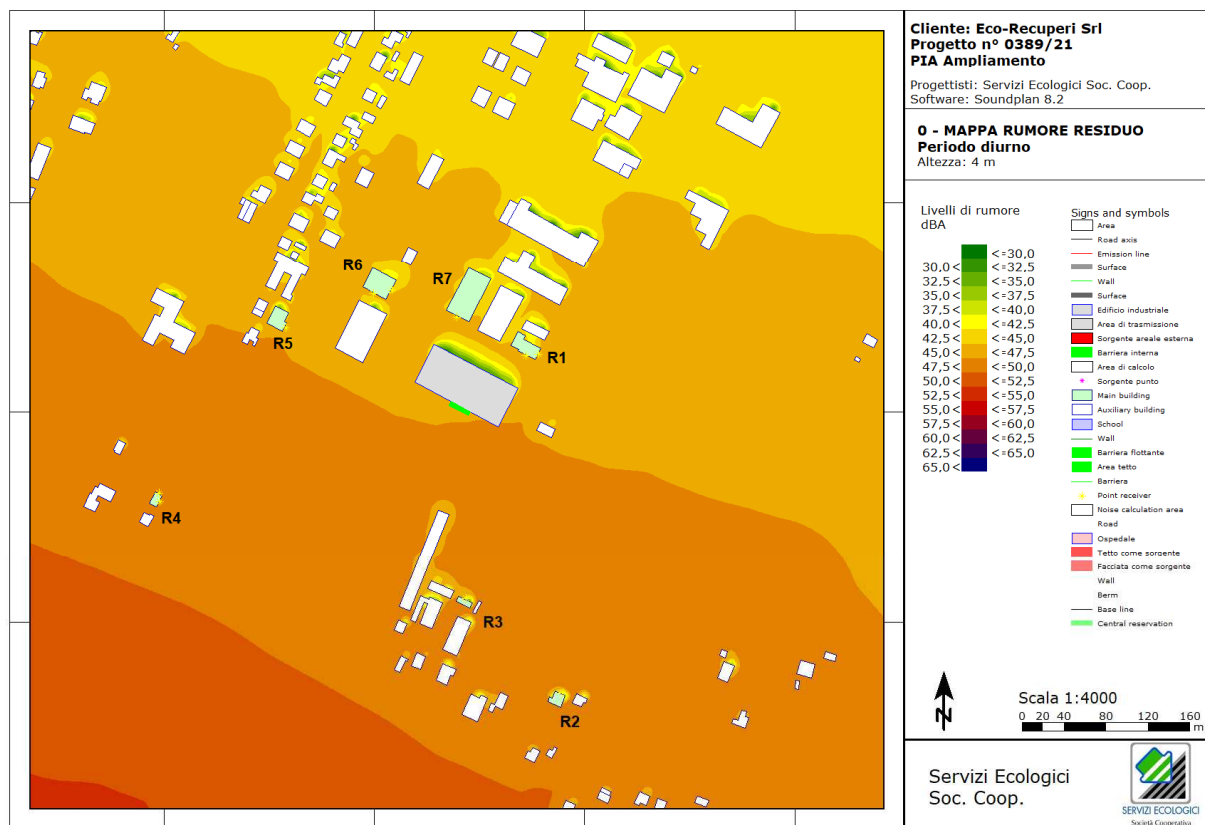 Cliente: Eco-Recuperi Srl
Progetto n° 0389/21
PIA Ampliamento
Progettisti: Servizi Ecologici Soc. Coop.
Software: Soundplan 8.2
0 - MAPPA RUMORE RESIDUO
Periodo diurno
Altezza: 4 m
Livelli di rumore
dBA
<=30,0
30,0< <=32,5
32,5< <=35,0
35,0< <=37,5
37,5< <=40,0
40,0< <=42,5
42,5< <=45,0
45,0< <=47,5
47,5< <=50,0
50,0< <=52,5
52,5< <=55,0
55,0< <=57,5
57,5< <=60,0
60,0< <=62,5
62,5< <=65,0
65,0<
Signs and symbols
Area
Road axis
Emission line
Surface
Wall
Surface
Edificio industriale
Area di trasmissione
Sorgente areale esterna
Barriera interna
Area di calcolo
Sorgente punto
Main building
Auxiliary building
School
Wall
Barriera flottante
Area tetto
Barriera
Point receiver
Noise calculation area
Road
Ospedale
Tetto come sorgente
Facciata come sorgente
Wall
Berm
Base line
Central reservation
R6
R7
R5
R1
R4
R3
R2
N
Scala 1:4000
0 20 40 80 120 160
m
Servizi Ecologici
Soc. Coop.
SERVIZI ECOLOGICI
Società Cooperativa